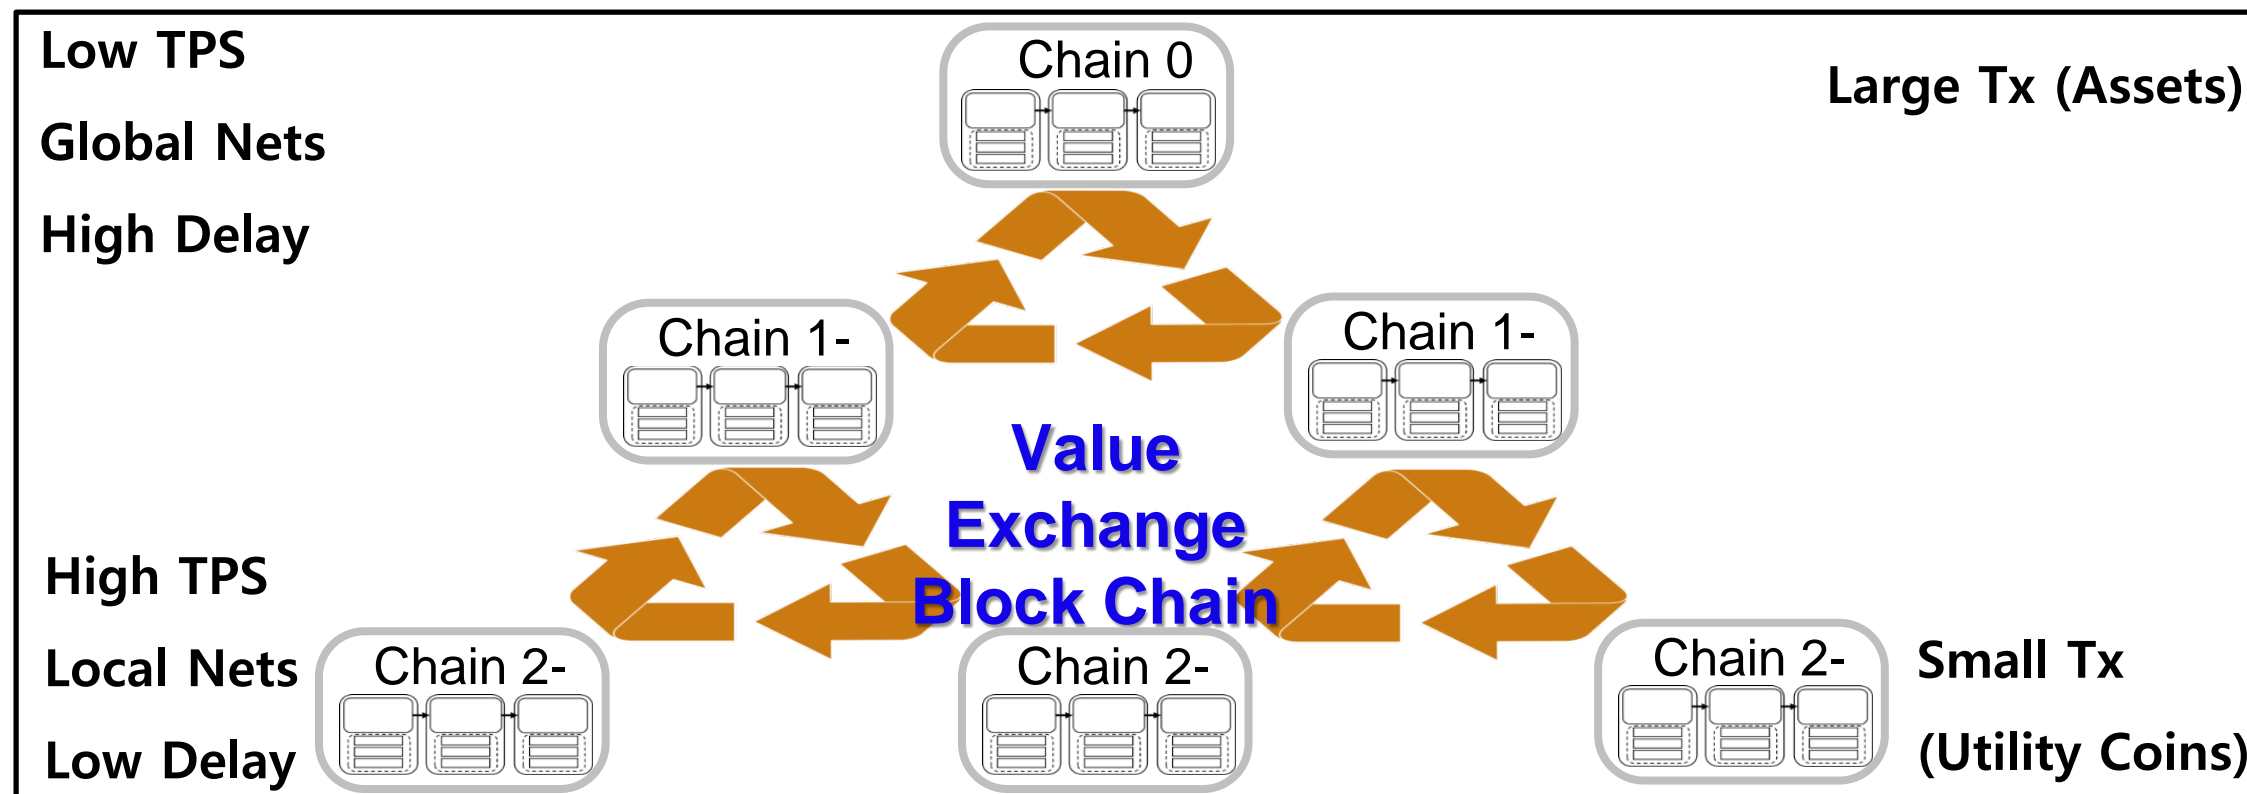 Low TPS
Global Nets
High Delay
Chain 0
Large Tx (Assets)
Chain 1-
Chain 1-
Value
Exchange
Block Chain
High TPS
Local Nets
Low Delay
Chain 2-
Chain 2-
Chain 2-
Small Tx
(Utility Coins)